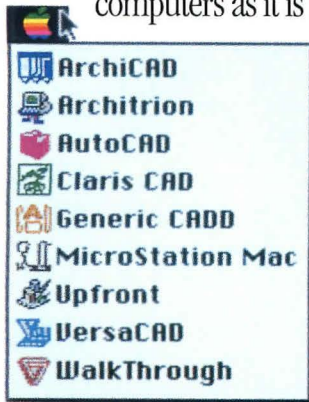 computers as it is
ArchiCAD
Architrion
AutoCAD
Claris CAD
Generic CADD
MicroStation Mac
Upfront
VersaCAD
WalkThrough